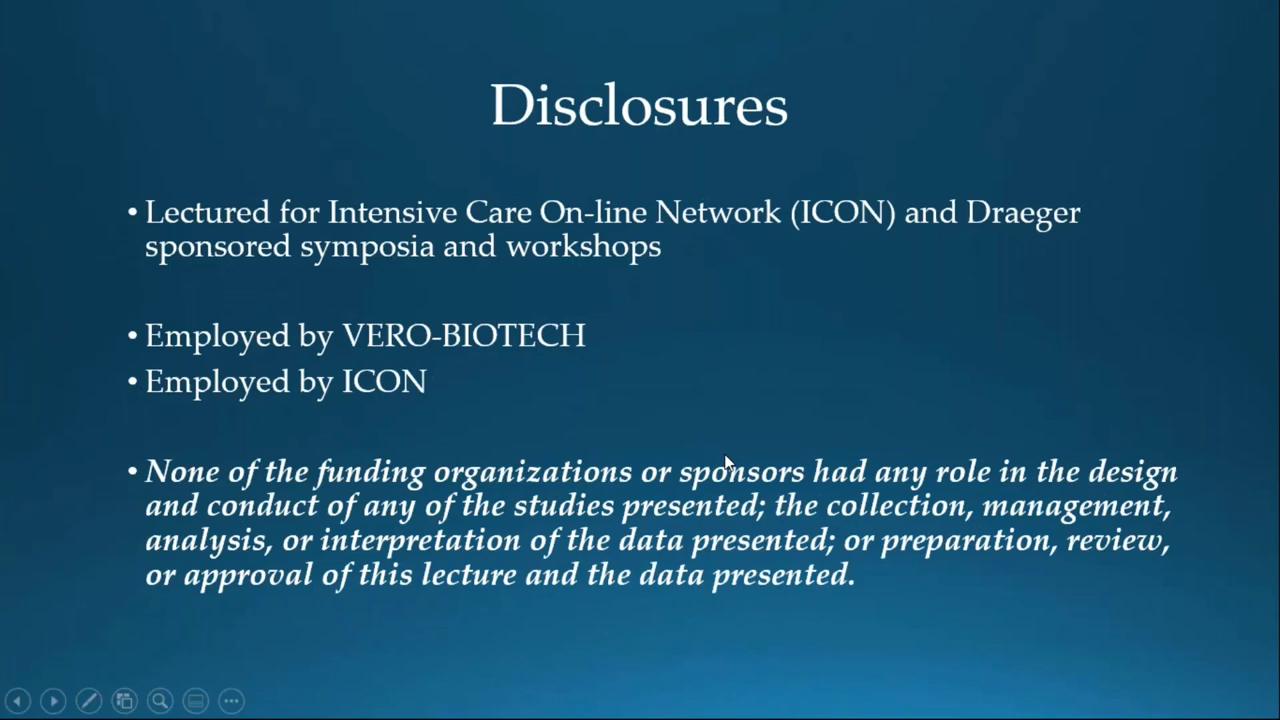 Disclosures
• Lectured for Intensive Care On-line Network (ICON) and Draeger
sponsored symposia and workshops
• Employed by VERO-BIOTECH
• Employed by ICON
• None of the funding organizations or sponsors had any role in the design
and conduct of any of the studies presented; the collection, management,
analysis, or interpretation of the data presented; or preparation, review,
or approval of this lecture and the data presented.